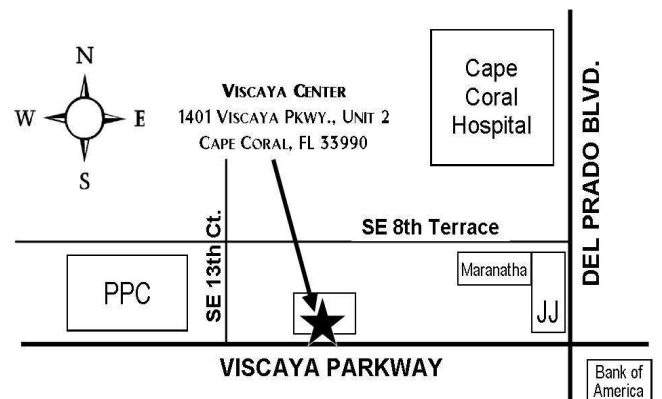 N
W
E
S
VISCAYA CENTER
1401 VISCAYA PKWY., UNIT 2
CAPE CORAL, FL 33990
Cape
Coral
Hospital
DEL PRADO BLVD.
SE 8th Terrace
SE 13th Ct.
PPC
Maranatha
JJ
VISCAYA PARKWAY
Bank of
America